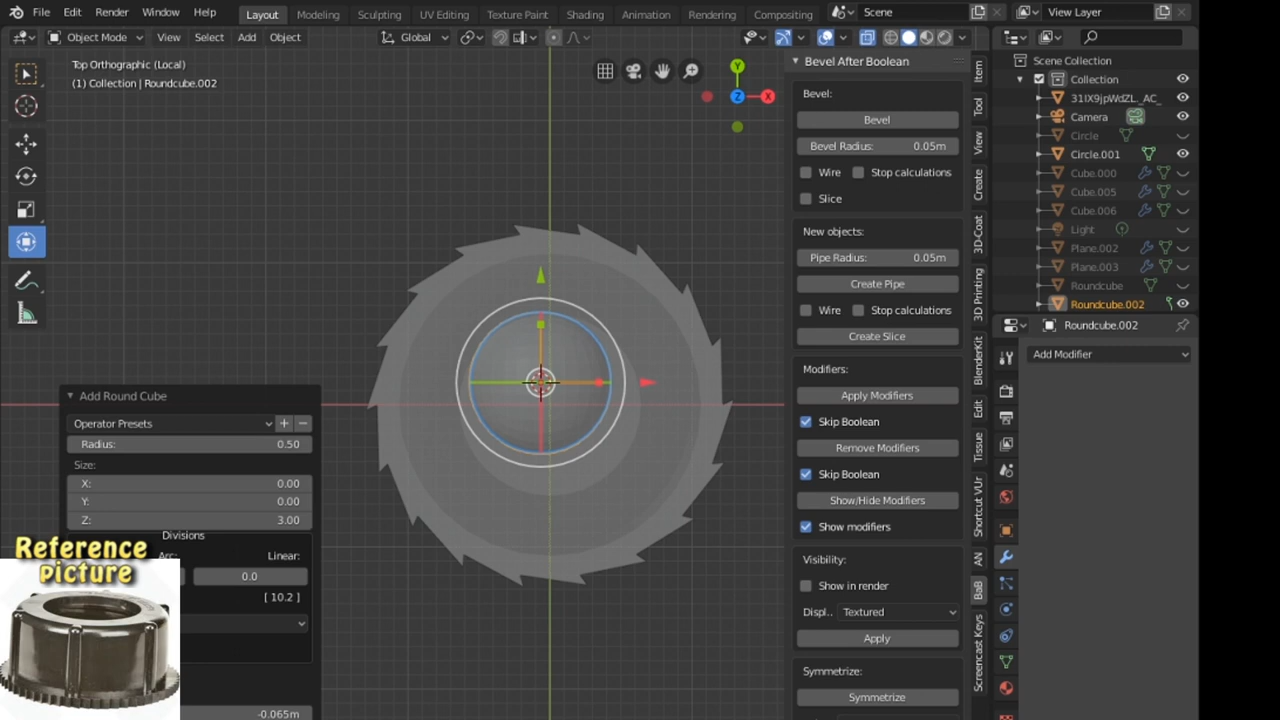 File Edit Render Window Help Layout Modeling Sculpting UV Editing Texture Paint Shading Animation Rendering Compositing Scene View Layer
Object Mode View Select Add Object Global
Top Orthographic (Local)
(1) Collection | Roundcube.002
Y
Z
X
Add Round Cube
Operator Presets
Radius: 0.50
Size:
X: 0.00
Y: 0.00
Z: 3.00
Divisions
Arc: Linear:
0.0
[ 10.2 ]
-0.065m
Reference
picture
Bevel After Boolean
Bevel:
Bevel
Bevel Radius: 0.05m
Wire Stop calculations
Slice
New objects:
Pipe Radius: 0.05m
Create Pipe
Wire Stop calculations
Create Slice
Modifiers:
Apply Modifiers
Skip Boolean
Remove Modifiers
Skip Boolean
Show/Hide Modifiers
Show modifiers
Visibility:
Show in render
Displ.. Textured
Apply
Symmetrize:
Symmetrize
Item
Tool
View
Create
3D-Coat
3D Printing
BlenderKit
Edit
Tissue
Shortcut VUr
AN
BaB
Screencast Keys
Scene Collection
Collection
31IX9jpWdZL._AC_
Camera
Circle
Circle.001
Cube.000
Cube.005
Cube.006
Light
Plane.002
Plane.003
Roundcube
Roundcube.002
Roundcube.002
Add Modifier